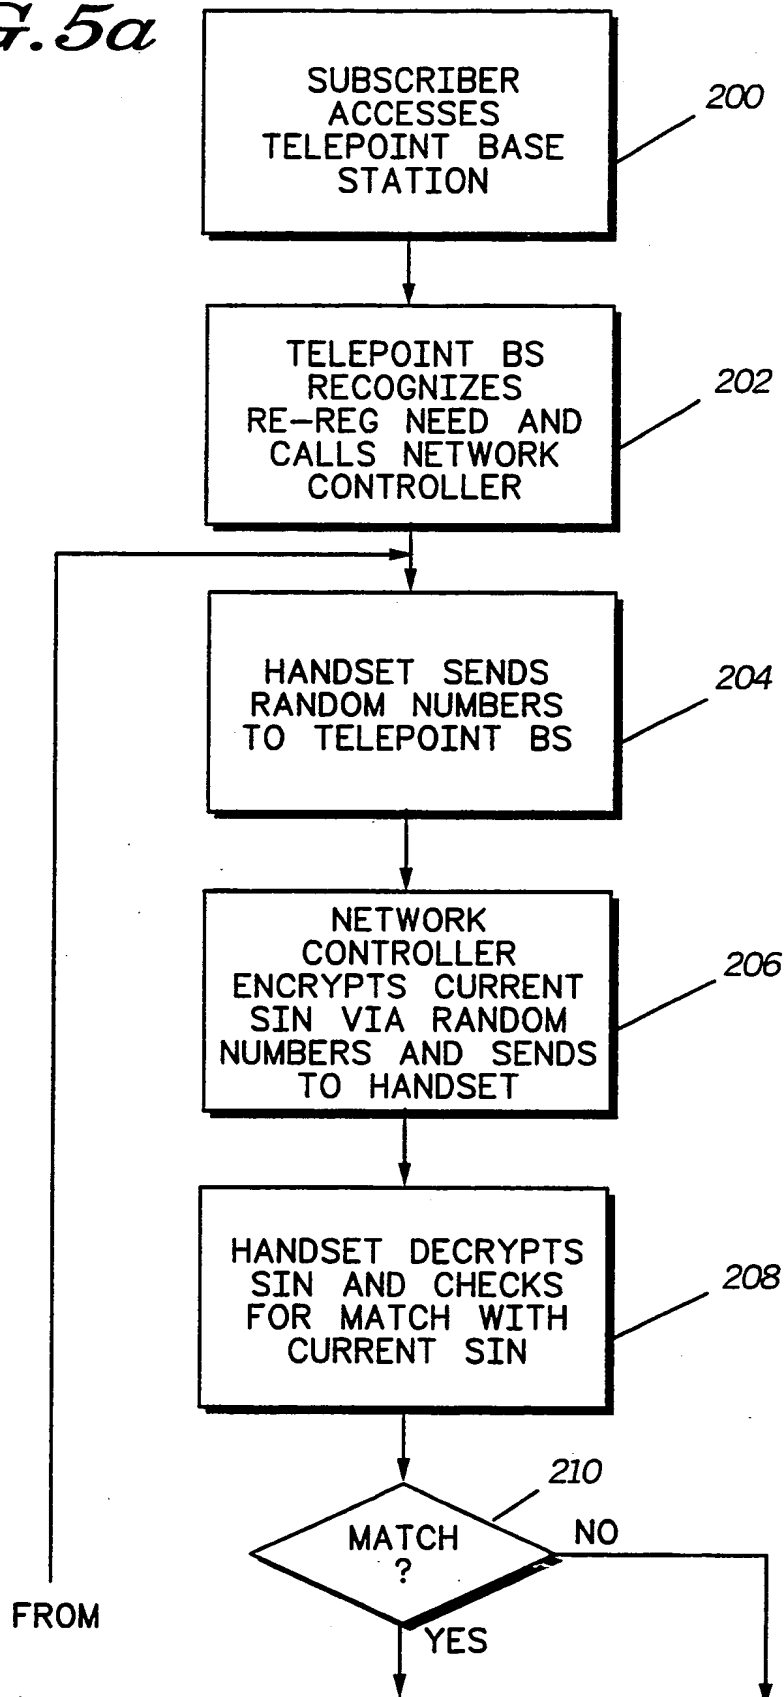 G.5a
SUBSCRIBER
ACCESSES
TELEPOINT BASE
STATION
200
TELEPOINT BS
RECOGNIZES
RE-REG NEED AND
CALLS NETWORK
CONTROLLER
202
HANDSET SENDS
RANDOM NUMBERS
TO TELEPOINT BS
204
NETWORK
CONTROLLER
ENCRYPTS CURRENT
SIN VIA RANDOM
NUMBERS AND SENDS
TO HANDSET
206
HANDSET DECRYPTS
SIN AND CHECKS
FOR MATCH WITH
CURRENT SIN
208
210
MATCH
?
NO
YES
FROM